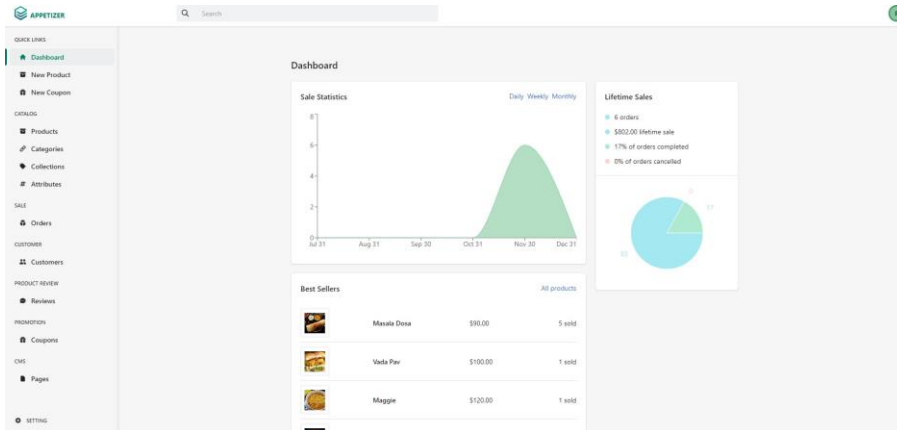 APPETIZER
Search
QUICK LINKS
Dashboard
New Product
New Coupon
CATALOG
Products
Categories
Collections
Attributes
SALE
Orders
CUSTOMER
Customers
PRODUCT REVIEW
Reviews
PROMOTION
Coupons
CMS
Pages
SETTING
Dashboard
Sale Statistics
Daily Weekly Monthly
8
6
4
2
0
Jul 31 Aug 31 Sep 30 Oct 31 Nov 30 Dec 31
Lifetime Sales
6 orders
$802.00 lifetime sale
17% of orders completed
0% of orders cancelled
0
17
Best Sellers
All products
Masala Dosa $90.00 5 sold
Vada Pav $100.00 1 sold
Maggie $120.00 1 sold